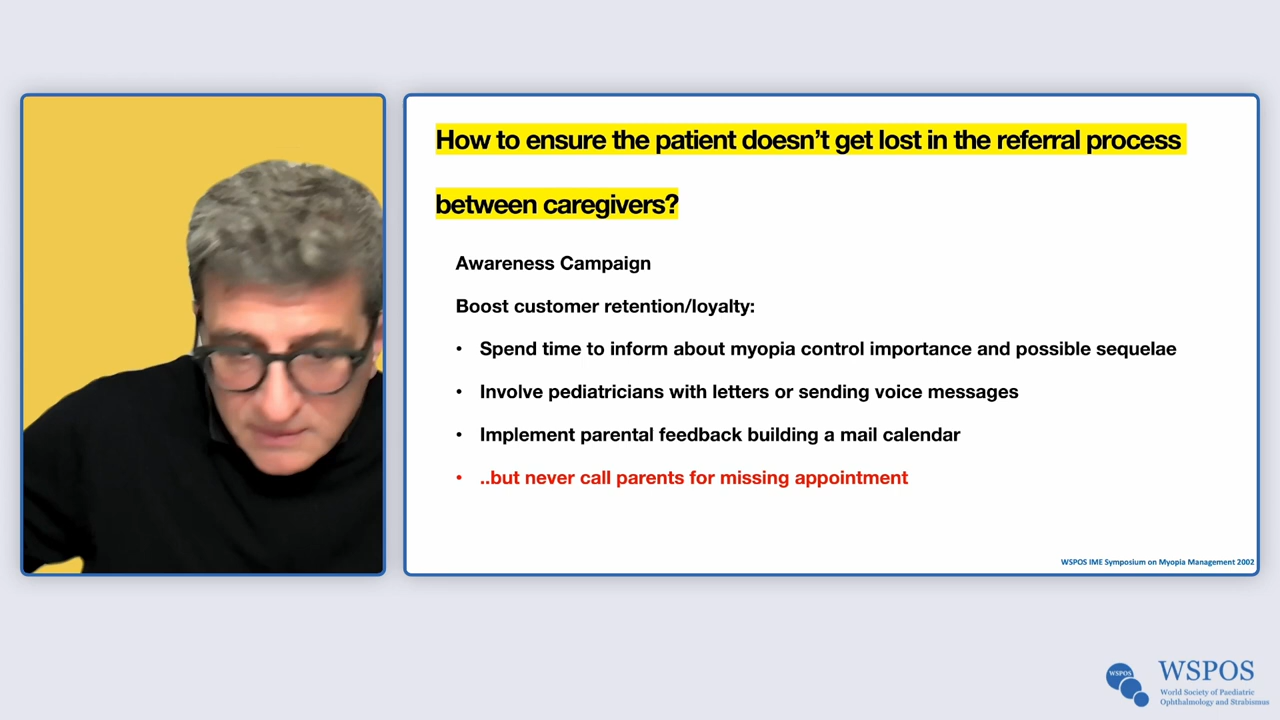 How to ensure the patient doesn’t get lost in the referral process
between caregivers?
Awareness Campaign
Boost customer retention/loyalty:
• Spend time to inform about myopia control importance and possible sequelae
• Involve pediatricians with letters or sending voice messages
• Implement parental feedback building a mail calendar
• ..but never call parents for missing appointment
WSPOS IME Symposium on Myopia Management 2002
WSPOS
WSPOS
World Society of Paediatric
Ophthalmology and Strabismus